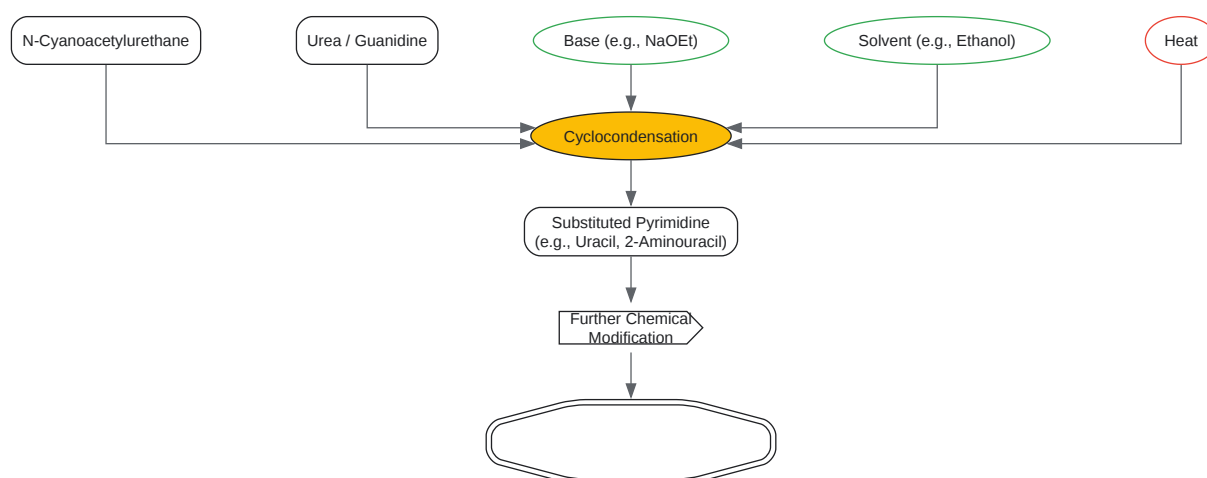 N-Cyanoacetylurethane
Urea / Guanidine
Base (e.g., NaOEt)
Solvent (e.g., Ethanol)
Heat
Cyclocondensation
Substituted Pyrimidine
(e.g., Uracil, 2-Aminouracil)
Further Chemical
Modification